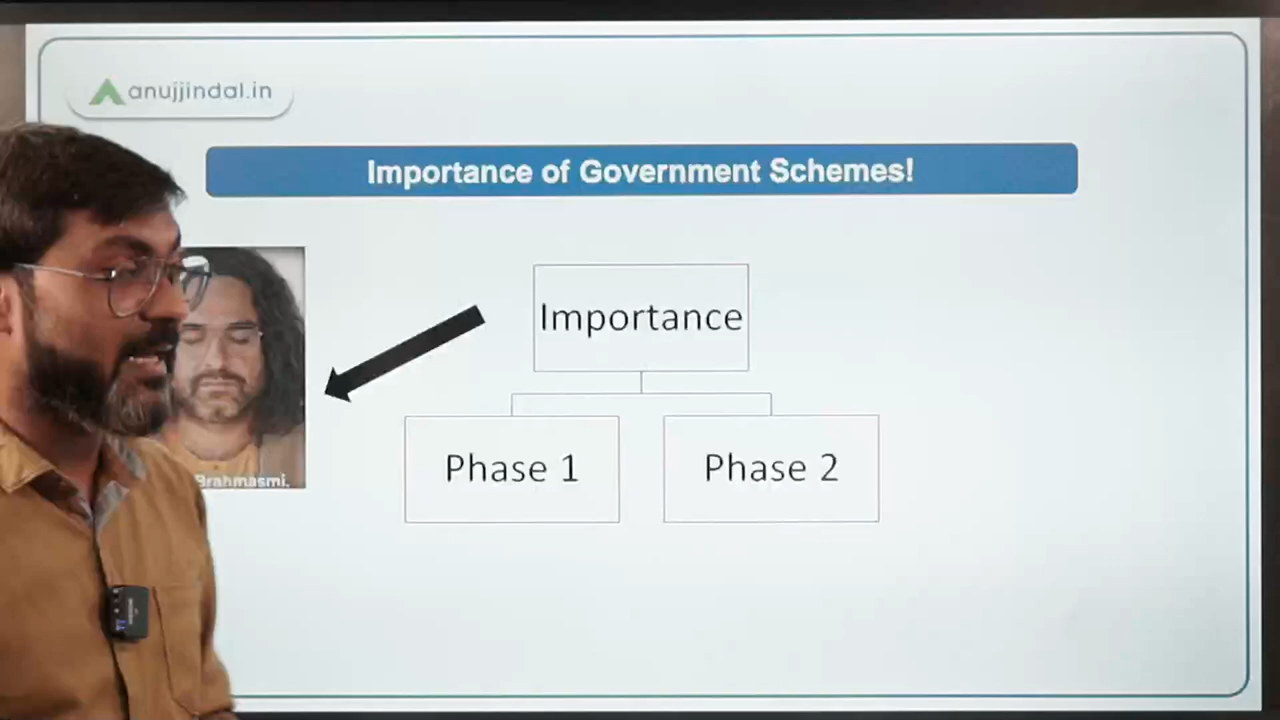 anujjindal.in
Importance of Government Schemes!
Importance
Brahmasmi.
Phase 1
Phase 2